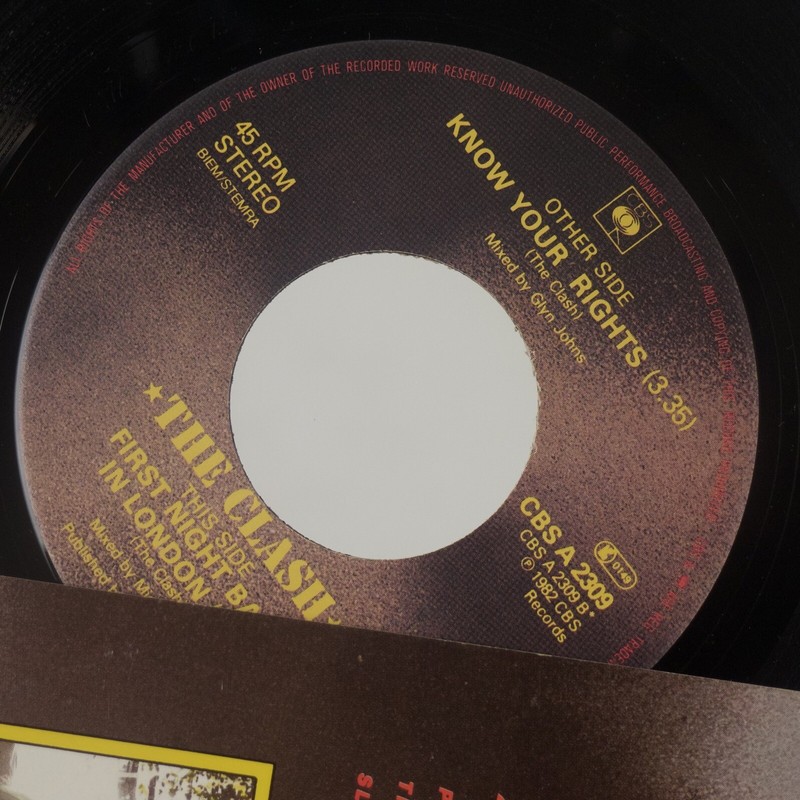 ALL RIGHTS OF THE MANUFACTURER AND OF THE OWNER OF THE RECORDED WORK RESERVED UNAUTHORIZED PUBLIC PERFORMANCE BROADCASTING AND COPYING OF
45 RPM
STEREO
BIEM/STEMRA
CBS
OTHER SIDE
KNOW YOUR RIGHTS (3.35)
(The Clash)
Mixed by Glyn Johns
★THE CLASH★
THIS SIDE
FIRST NIGHT BA
IN LONDON
(The Clash
Mixed by Mi
Published
0149
CBS A 2309
CBS A 2309 B*
℗ 1982 CBS
Records